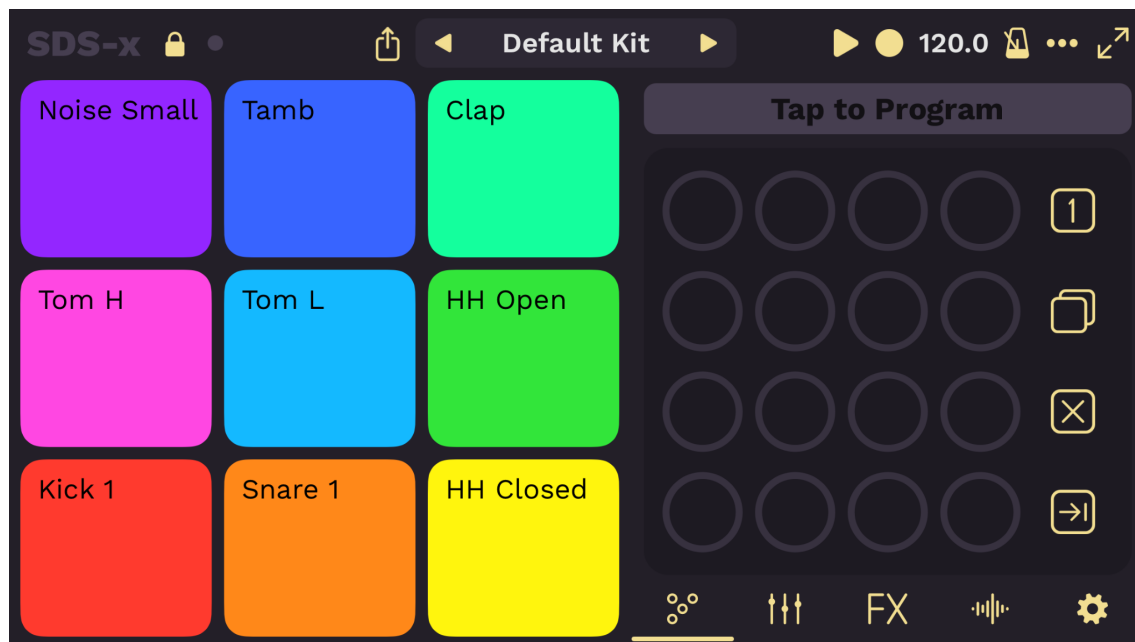 SDS-x
Default Kit
120.0
Noise Small
Tamb
Clap
Tap to Program
1
Tom H
Tom L
HH Open
Kick 1
Snare 1
HH Closed
FX